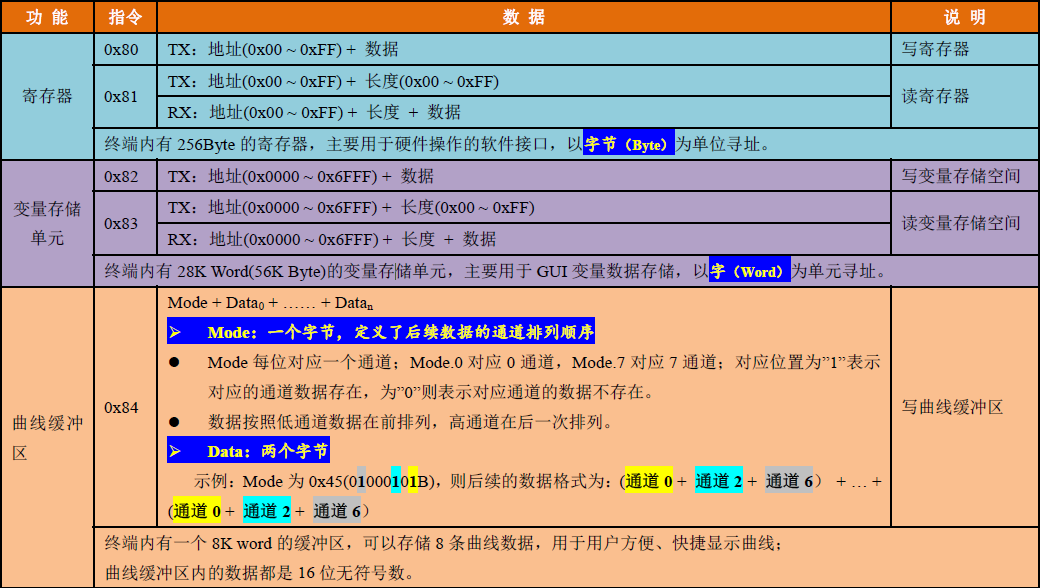 功 能 指令 数 据 说 明
寄存器
0x80 TX：地址(0x00 ~ 0xFF) + 数据 写寄存器
0x81 TX：地址(0x00 ~ 0xFF) + 长度(0x00 ~ 0xFF) 读寄存器
RX：地址(0x00 ~ 0xFF) + 长度 + 数据
终端内有 256Byte 的寄存器，主要用于硬件操作的软件接口，以字节（Byte）为单位寻址。
变量存储
单元
0x82 TX：地址(0x0000 ~ 0x6FFF) + 数据 写变量存储空间
0x83 TX：地址(0x0000 ~ 0x6FFF) + 长度(0x00 ~ 0xFF) 读变量存储空间
RX：地址(0x0000 ~ 0x6FFF) + 长度 + 数据
终端内有 28K Word(56K Byte)的变量存储单元，主要用于 GUI 变量数据存储，以字（Word）为单元寻址。
曲线缓冲
区
0x84
Mode + Data₀ + …… + Dataₙ
➢ Mode：一个字节，定义了后续数据的通道排列顺序
● Mode 每位对应一个通道；Mode.0 对应 0 通道，Mode.7 对应 7 通道；对应位置为”1”表示
对应的通道数据存在，为”0”则表示对应通道的数据不存在。
● 数据按照低通道数据在前排列，高通道在后一次排列。
➢ Data：两个字节
示例：Mode 为 0x45(01000101B)，则后续的数据格式为：(通道 0 + 通道 2 + 通道 6） + … +
(通道 0 + 通道 2 + 通道 6）
写曲线缓冲区
终端内有一个 8K word 的缓冲区，可以存储 8 条曲线数据，用于用户方便、快捷显示曲线；
曲线缓冲区内的数据都是 16 位无符号数。